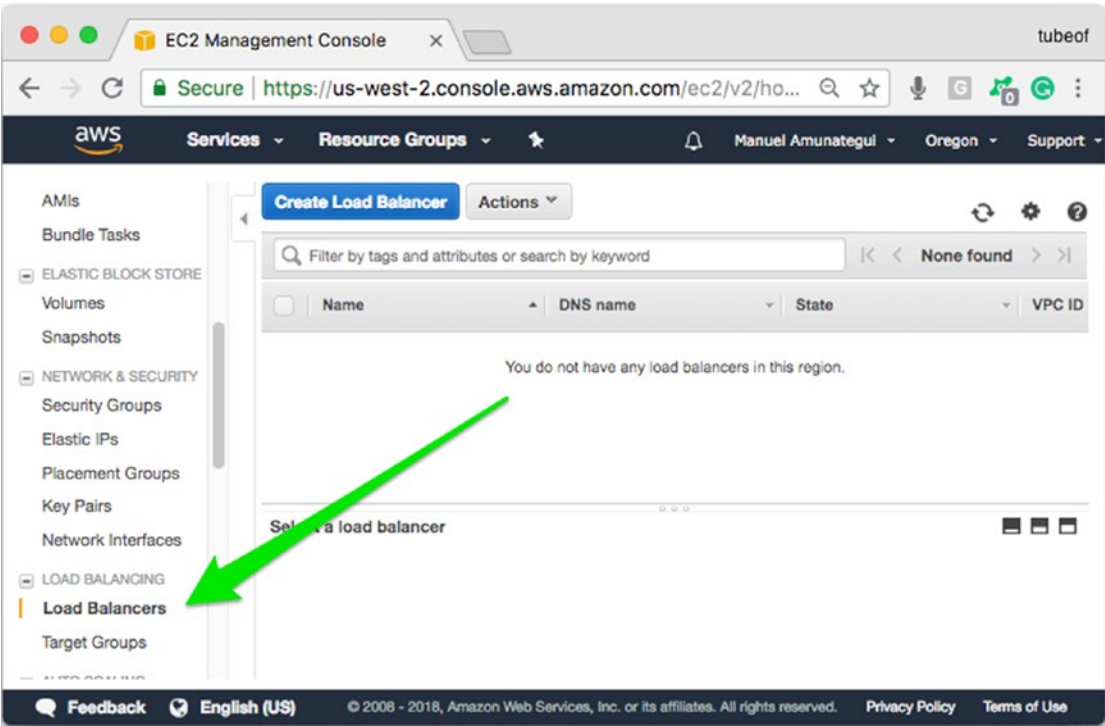 EC2 Management Console
tubeof
Secure | https://us-west-2.console.aws.amazon.com/ec2/v2/ho...
G 0 G
aws Services Resource Groups Manuel Amunategui Oregon Support
AMIs
Bundle Tasks
ELASTIC BLOCK STORE
Volumes
Snapshots
NETWORK & SECURITY
Security Groups
Elastic IPs
Placement Groups
Key Pairs
Network Interfaces
LOAD BALANCING
Load Balancers
Target Groups
AUTO SCALING
Create Load Balancer Actions
Filter by tags and attributes or search by keyword None found
Name DNS name State VPC ID
You do not have any load balancers in this region.
a load balancer
Feedback English (US) © 2008 - 2018, Amazon Web Services, Inc. or its affiliates. All rights reserved. Privacy Policy Terms of Use